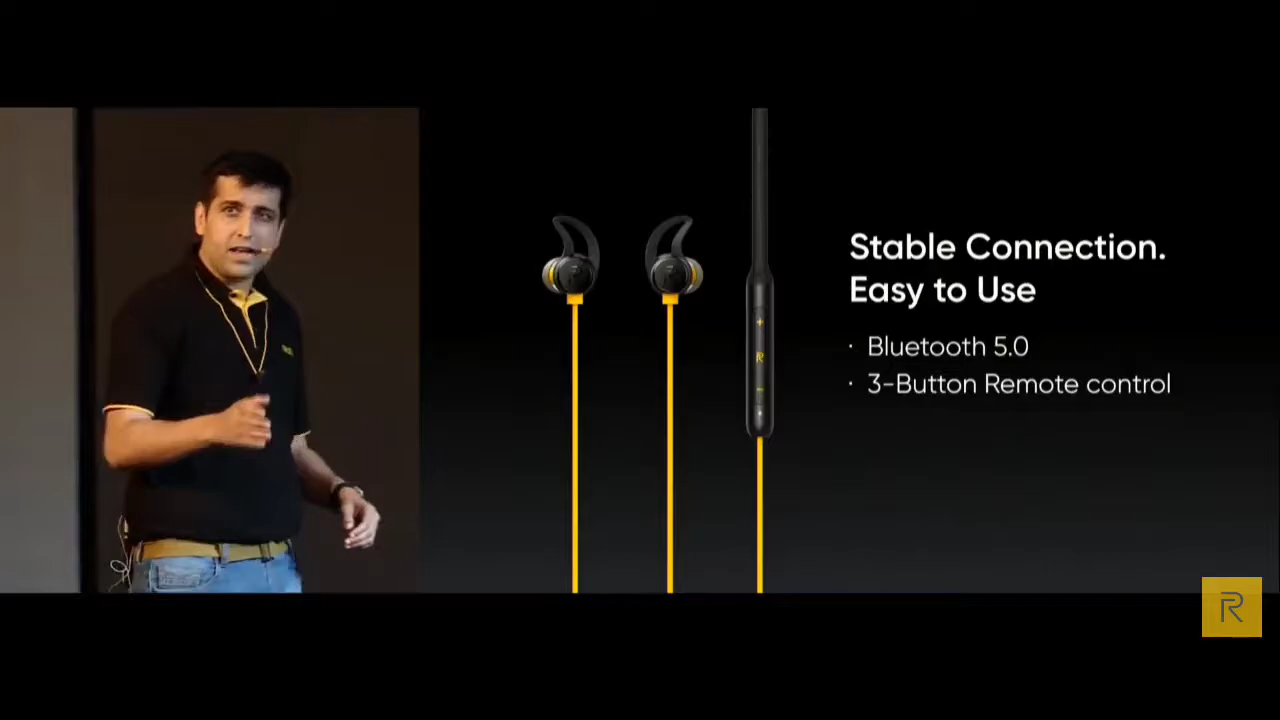 Stable Connection.
Easy to Use
· Bluetooth 5.0
· 3-Button Remote control
R